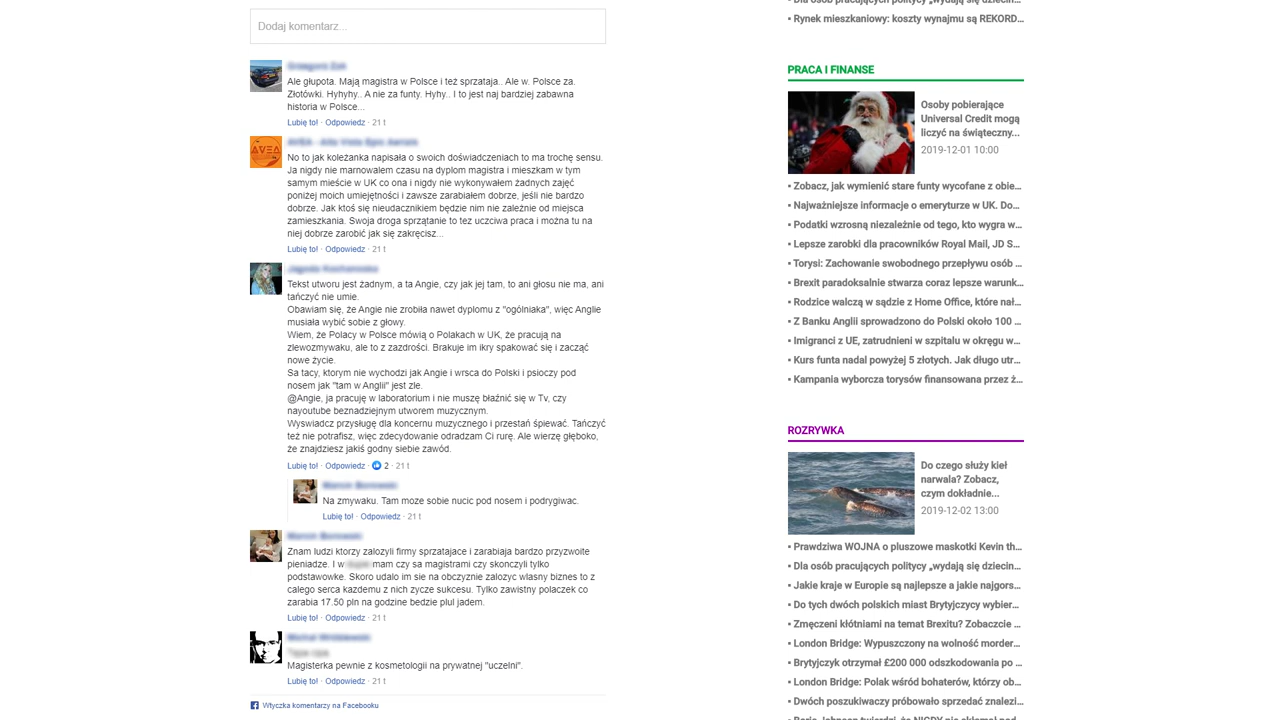 Dodaj komentarz...
Ale głupota. Mają magistra w Polsce i też sprzataja.. Ale w. Polsce za.
Złotówki. Hyhyhy.. A nie za funty. Hyhy.. I to jest naj bardziej zabawna
historia w Polsce...
Lubię to! · Odpowiedz · 21 t
No to jak koleżanka napisała o swoich doświadczeniach to ma trochę sensu.
Ja nigdy nie marnowalem czasu na dyplom magistra i mieszkam w tym
samym mieście w UK co ona i nigdy nie wykonywałem żadnych zajęć
poniżej moich umiejętności i zawsze zarabiałem dobrze, jeśli nie bardzo
dobrze. Jak ktoś się nieudacznikiem będzie nim nie zależnie od miejsca
zamieszkania. Swoja droga sprzątanie to tez uczciwa praca i można tu na
niej dobrze zarobić jak się zakręcisz...
Lubię to! · Odpowiedz · 21 t
Tekst utworu jest żadnym, a ta Angie, czy jak jej tam, to ani głosu nie ma, ani
tańczyć nie umie.
Obawiam się, że Angie nie zrobiła nawet dyplomu z "ogólniaka", więc Anglie
musiała wybić sobie z głowy.
Wiem, że Polacy w Polsce mówią o Polakach w UK, że pracują na
zlewozmywaku, ale to z zazdrości. Brakuje im ikry spakować się i zacząć
nowe życie.
Sa tacy, ktorym nie wychodzi jak Angie i wrsca do Polski i psioczy pod
nosem jak "tam w Anglii" jest zle.
@Angie, ja pracuję w laboratorium i nie muszę błaźnić się w Tv, czy
nayoutube beznadziejnym utworem muzycznym.
Wyswiadcz przysługę dla koncernu muzycznego i przestań śpiewać. Tańczyć
też nie potrafisz, więc zdecydowanie odradzam Ci rurę. Ale wierzę głęboko,
że znajdziesz jakiś godny siebie zawód.
Lubię to! · Odpowiedz · 2 · 21 t
Na zmywaku. Tam moze sobie nucic pod nosem i podrygiwac.
Lubię to! · Odpowiedz · 21 t
Znam ludzi ktorzy zalozyli firmy sprzatajace i zarabiaja bardzo przyzwoite
pieniadze. I w mam czy sa magistrami czy skonczyli tylko
podstawowke. Skoro udalo im sie na obczyznie zalozyc wlasny biznes to z
calego serca kazdemu z nich zycze sukcesu. Tylko zawistny polaczek co
zarabia 17.50 pln na godzine bedzie plul jadem.
Lubię to! · Odpowiedz · 21 t
Magisterka pewnie z kosmetologii na prywatnej "uczelni".
Lubię to! · Odpowiedz · 21 t
Wtyczka komentarzy na Facebooku
• Dla osób pracujących politycy „wydają się dziecin...
• Rynek mieszkaniowy: koszty wynajmu są REKORD...
PRACA I FINANSE
AVEA
Osoby pobierające
Universal Credit mogą
liczyć na świąteczny...
2019-12-01 10:00
• Zobacz, jak wymienić stare funty wycofane z obie...
• Najważniejsze informacje o emeryturze w UK. Do...
• Podatki wzrosną niezależnie od tego, kto wygra w...
• Lepsze zarobki dla pracowników Royal Mail, JD S...
• Torysi: Zachowanie swobodnego przepływu osób ...
• Brexit paradoksalnie stwarza coraz lepsze warunk...
• Rodzice walczą w sądzie z Home Office, które nał...
• Z Banku Anglii sprowadzono do Polski około 100 ...
• Imigranci z UE, zatrudnieni w szpitalu w okręgu w...
• Kurs funta nadal powyżej 5 złotych. Jak długo utr...
• Kampania wyborcza torysów finansowana przez ż...
ROZRYWKA
Do czego służy kieł
narwala? Zobacz,
czym dokładnie...
2019-12-02 13:00
• Prawdziwa WOJNA o pluszowe maskotki Kevin th...
• Dla osób pracujących politycy „wydają się dziecin...
• Jakie kraje w Europie są najlepsze a jakie najgors...
• Do tych dwóch polskich miast Brytyjczycy wybier...
• Zmęczeni kłótniami na temat Brexitu? Zobaczcie ...
• London Bridge: Wypuszczony na wolność morder...
• Brytyjczyk otrzymał £200 000 odszkodowania po ...
• London Bridge: Polak wśród bohaterów, którzy ob...
• Dwóch poszukiwaczy próbowało sprzedać znalezi...